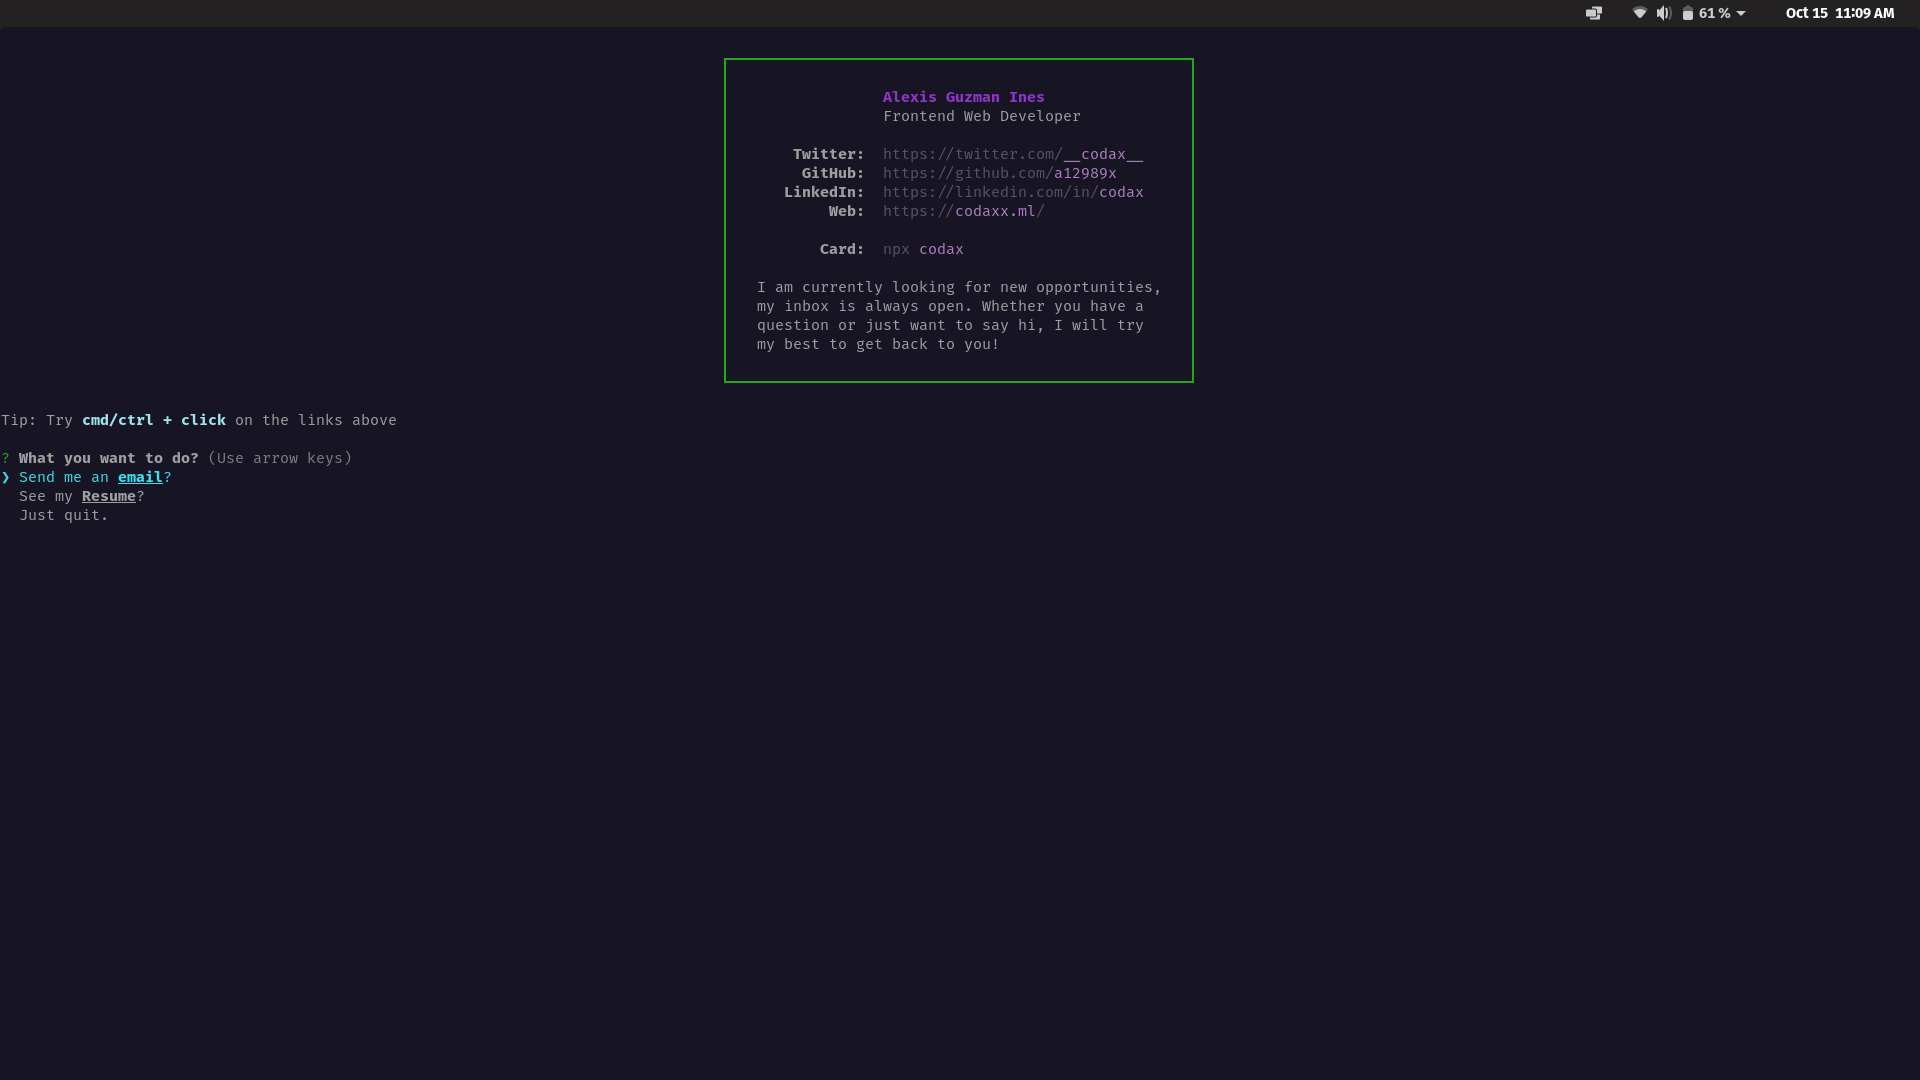 61 %
Oct 15 11:09 AM
Alexis Guzman Ines
Frontend Web Developer
Twitter: https://twitter.com/__codax__
GitHub: https://github.com/a12989x
LinkedIn: https://linkedin.com/in/codax
Web: https://codaxx.ml/
Card: npx codax
I am currently looking for new opportunities,
my inbox is always open. Whether you have a
question or just want to say hi, I will try
my best to get back to you!
Tip: Try cmd/ctrl + click on the links above
? What you want to do? (Use arrow keys)
❯ Send me an email?
See my Resume?
Just quit.